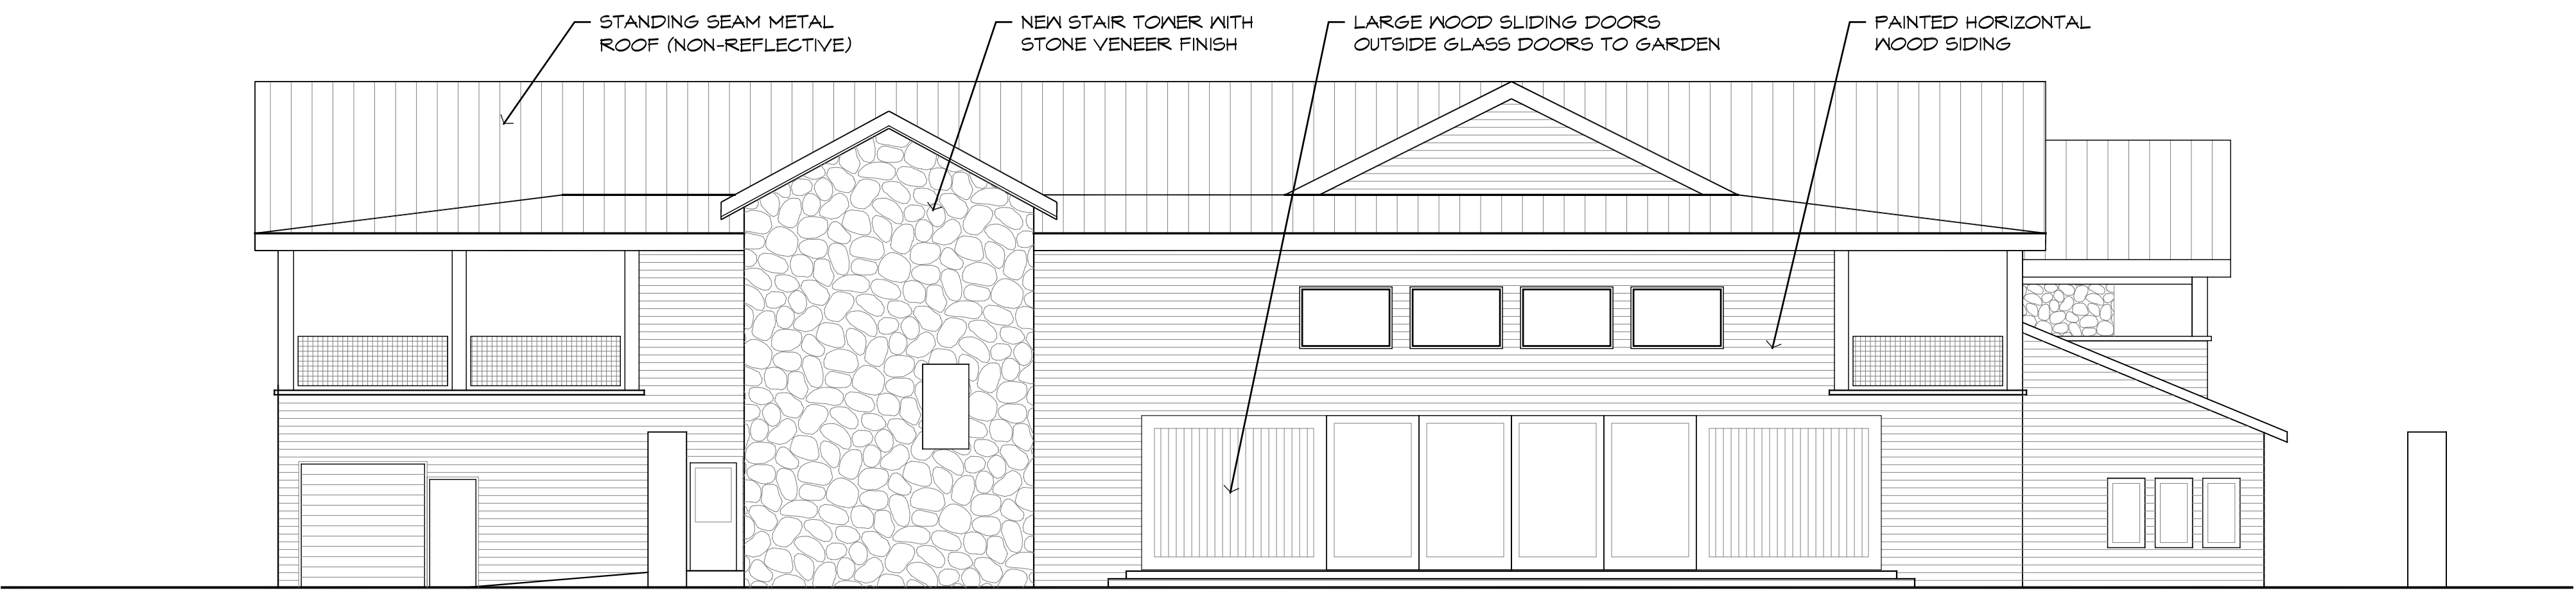 STANDING SEAM METAL
ROOF (NON-REFLECTIVE)
NEW STAIR TOWER WITH
STONE VENEER FINISH
LARGE WOOD SLIDING DOORS
OUTSIDE GLASS DOORS TO GARDEN
PAINTED HORIZONTAL
WOOD SIDING